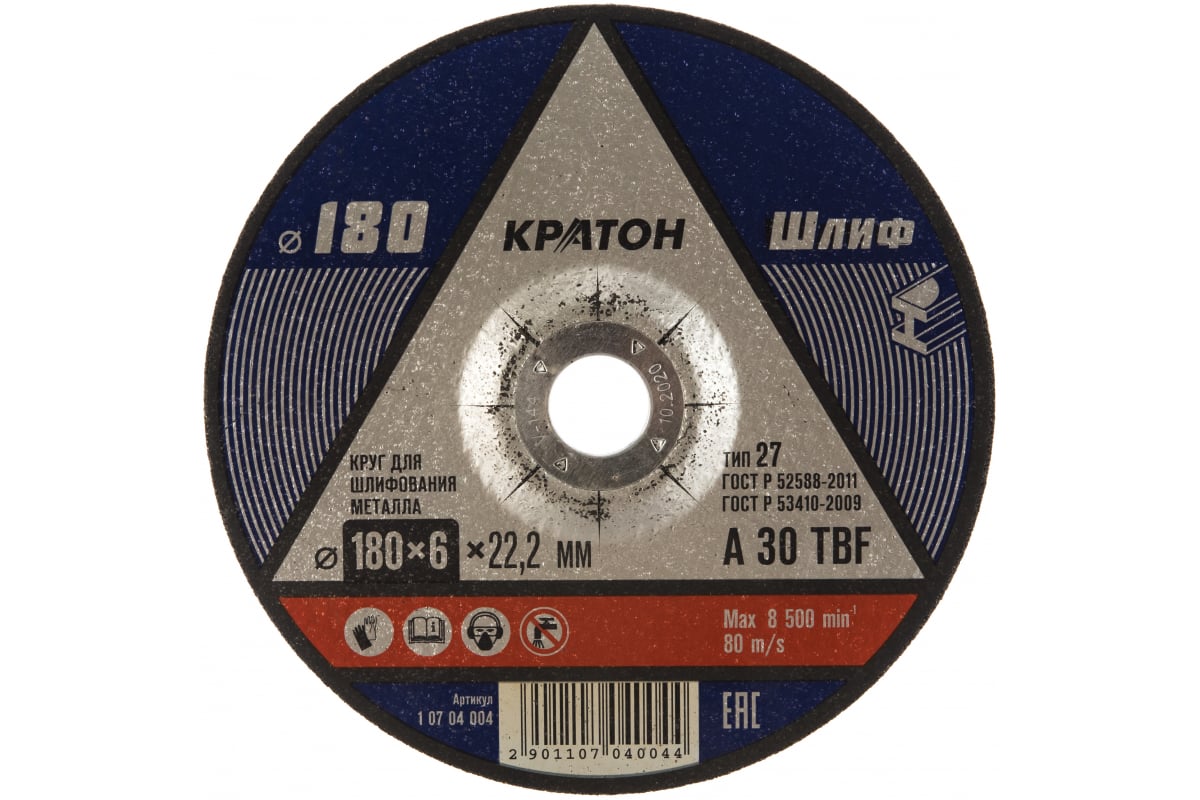 ø 180
КРАТОН
Шлиф
10.2020
КРУГ ДЛЯ
ШЛИФОВАНИЯ
МЕТАЛЛА
ø 180×6 ×22,2 ММ
ТИП 27
ГОСТ Р 52588-2011
ГОСТ Р 53410-2009
A 30 TBF
Max 8 500 min⁻¹
80 m/s
Артикул
1 07 04 004
2 901107 040044
EAC